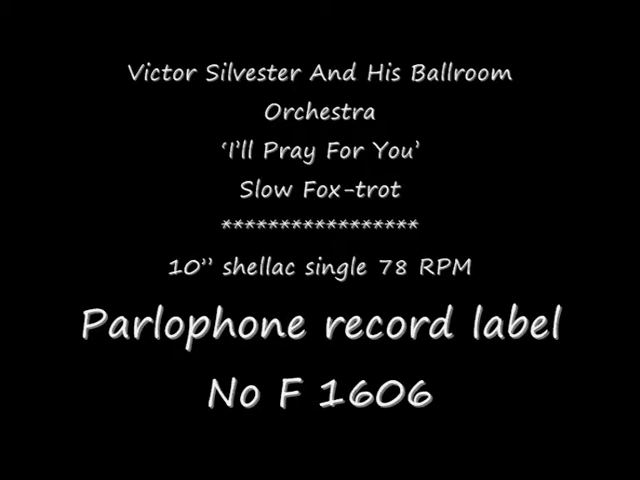 Victor Silvester And His Ballroom
Orchestra
‘I’ll Pray For You’
Slow Fox-trot
*****************
10” shellac single 78 RPM
Parlophone record label
No F 1606